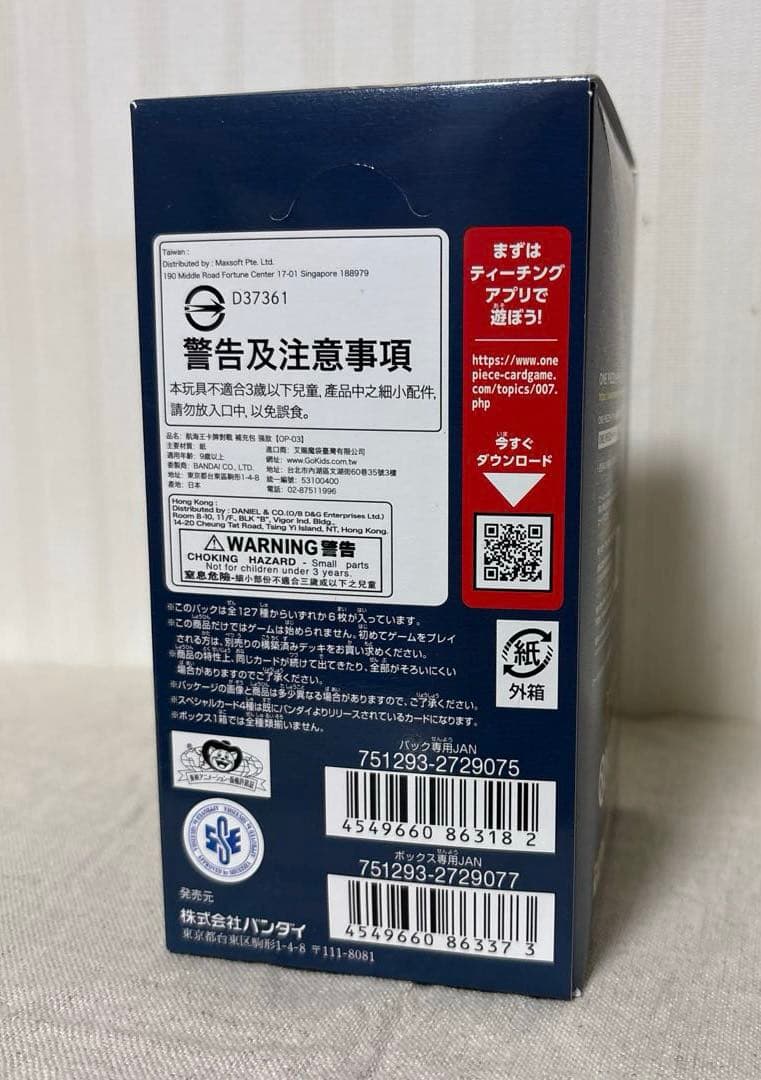 Taiwan :
Distributed by : Maxsoft Pte. Ltd.
190 Middle Road Fortune Center 17-01 Singapore 188979
D37361
警告及注意事項
本玩具不適合3歲以下兒童，產品中之細小配件，
請勿放入口中，以免誤食。
品名：航海王卡牌對戰 補充包 強敵【OP-03】
主要材質：紙
進口商：艾賜魔袋臺灣有限公司
適用年齡：9歲以上
網址：www.GoKids.com.tw
委製商：BANDAI CO., LTD.
地址：台北市內湖區文湖街60巷35號3樓
地址：東京都台東區駒形1-4-8
統一編號：53100400
產地：日本
電話：02-87511996
Hong Kong :
Distributed by : DANIEL & CO.(O/B D&G Enterprises Ltd.)
Room 8-10, 11/F., BLK "B", Vigor Ind. Bldg.,
14-20 Cheung Tat Road, Tsing Yi Island, NT, Hong Kong.
WARNING 警告
CHOKING HAZARD - Small parts
Not for children under 3 years.
窒息危險-細小部份不適合三歲或以下之兒童
まずは
ティーチング
アプリで
遊ぼう!
https://www.one
piece-cardgame.
com/topics/007.
php
今すぐ
ダウンロード
紙
外箱
※このパックは全127種からいずれか6枚が入っています。
※この商品だけではゲームは始められません。初めてゲームをプレイ
される方は、別売りの構築済みデッキをお買い求めください。
※商品の特性上、同じカードが続けて出てきたり、全部がそろいにくい
場合がありますのでご了承ください。
※パッケージの画像と商品は多少異なる場合がありますので、ご了承ください。
※スペシャルカード4種は既にバンダイよりリリースされているカードになります。
※ボックス1箱では全種類揃いません。
パック専用JAN
751293-2729075
4549660 863182
ボックス専用JAN
751293-2729077
4549660 863373
発売元
株式会社バンダイ
東京都台東区駒形1-4-8 〒111-8081